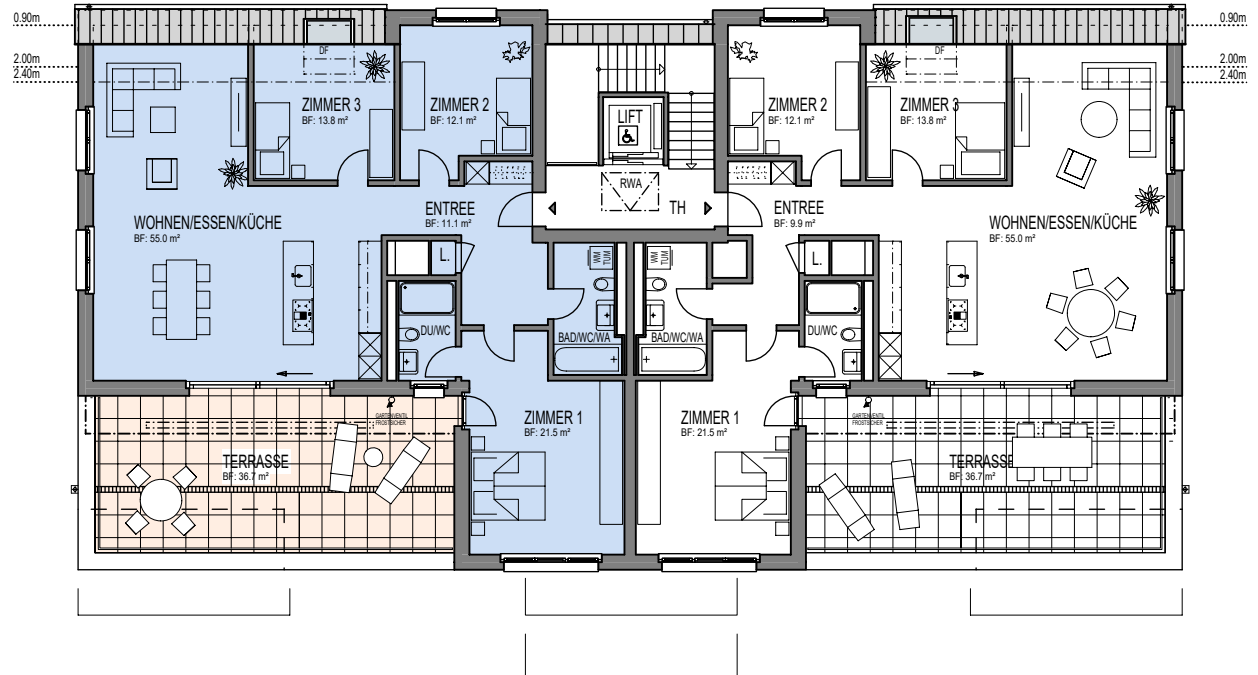 0.90m
0.90m
2.00m
2.40m
2.00m
2.40m
DF
DF
ZIMMER 3
BF: 13.8 m²
ZIMMER 2
BF: 12.1 m²
LIFT
ZIMMER 2
BF: 12.1 m²
ZIMMER 3
BF: 13.8 m²
RWA
TH
WOHNEN/ESSEN/KÜCHE
BF: 55.0 m²
ENTREE
BF: 11.1 m²
ENTREE
BF: 9.9 m²
WOHNEN/ESSEN/KÜCHE
BF: 55.0 m²
L.
WM
TUM
WM
TUM
L.
DU/WC
BAD/WC/WA
BAD/WC/WA
DU/WC
GARTENVENTIL
FROSTSICHER
ZIMMER 1
BF: 21.5 m²
ZIMMER 1
BF: 21.5 m²
GARTENVENTIL
FROSTSICHER
TERRASSE
BF: 36.7 m²
TERRASSE
BF: 36.7 m²